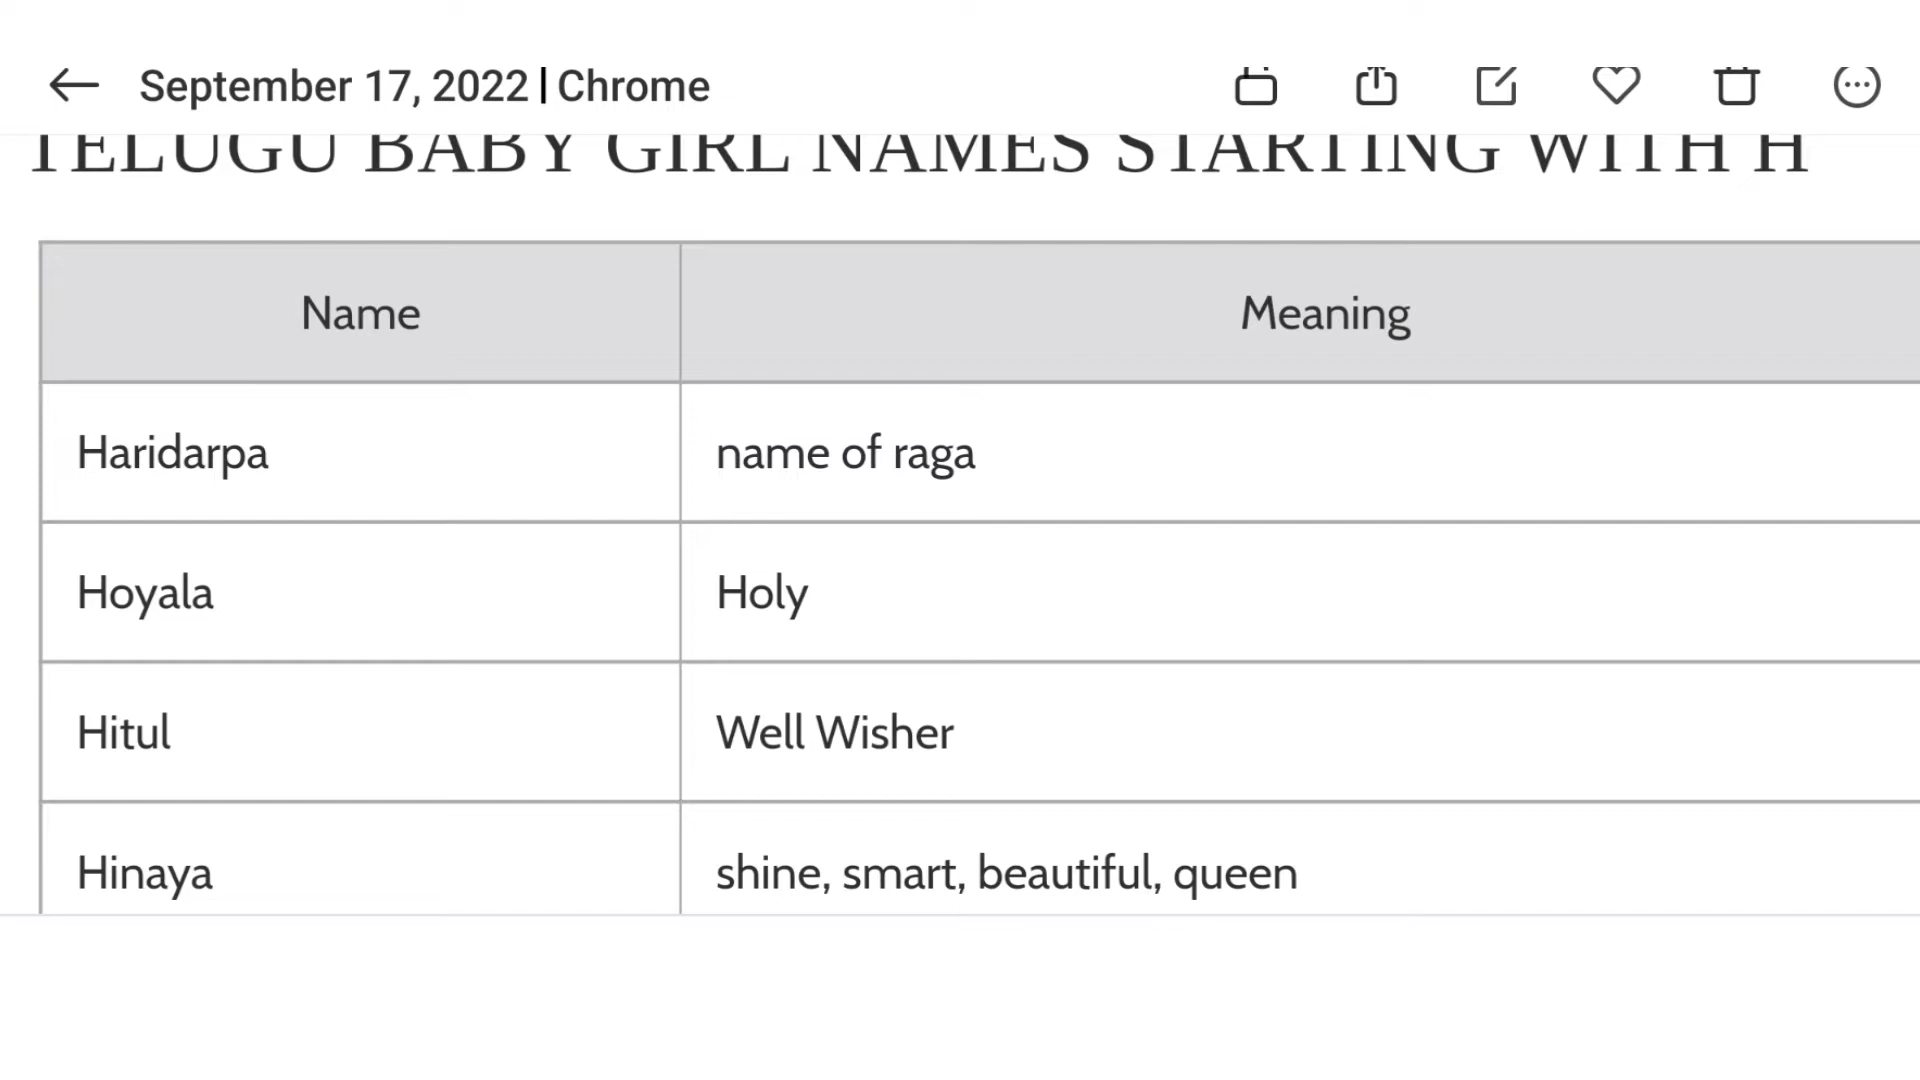 September 17, 2022 | Chrome
TELUGU BABY GIRL NAMES STARTING WITH H
Name Meaning
Haridarpa name of raga
Hoyala Holy
Hitul Well Wisher
Hinaya shine, smart, beautiful, queen